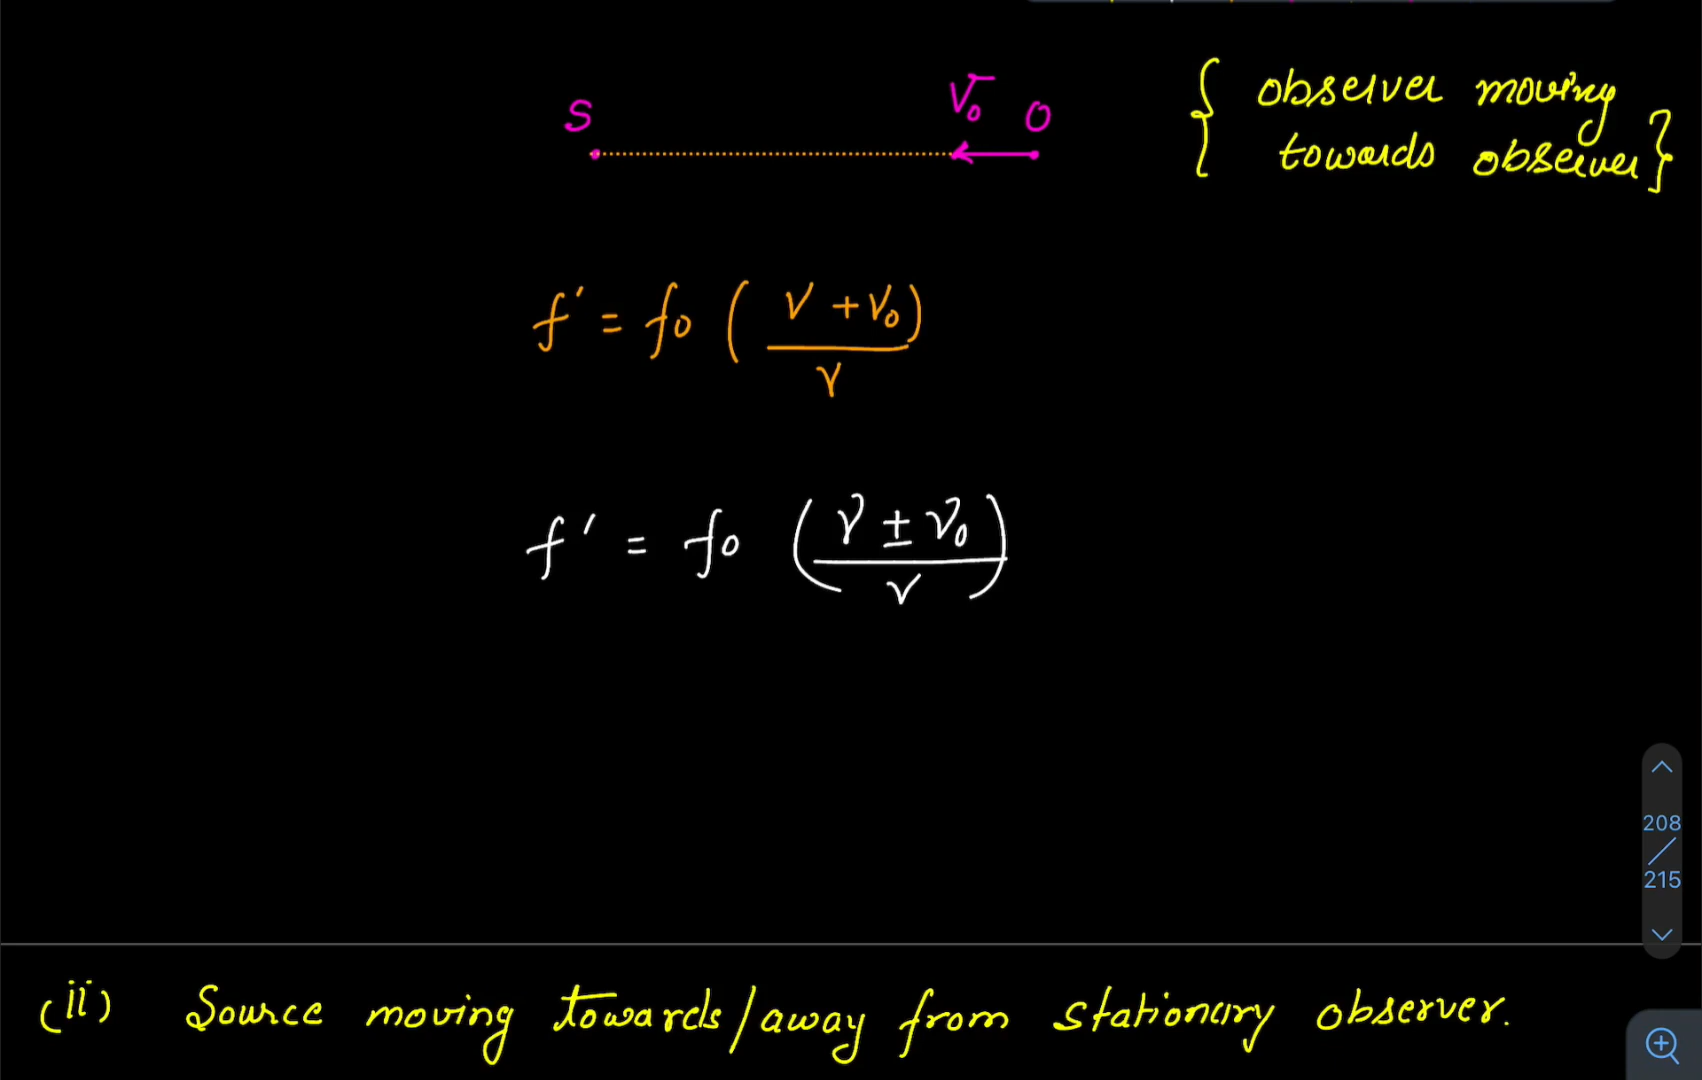 S V₀ O { observer moving
towards observer }
f' = f₀ ( V + V₀ / V )
f' = f₀ ( V ± V₀ / V )
208
/
215
(ii) Source moving towards/away from stationary observer.